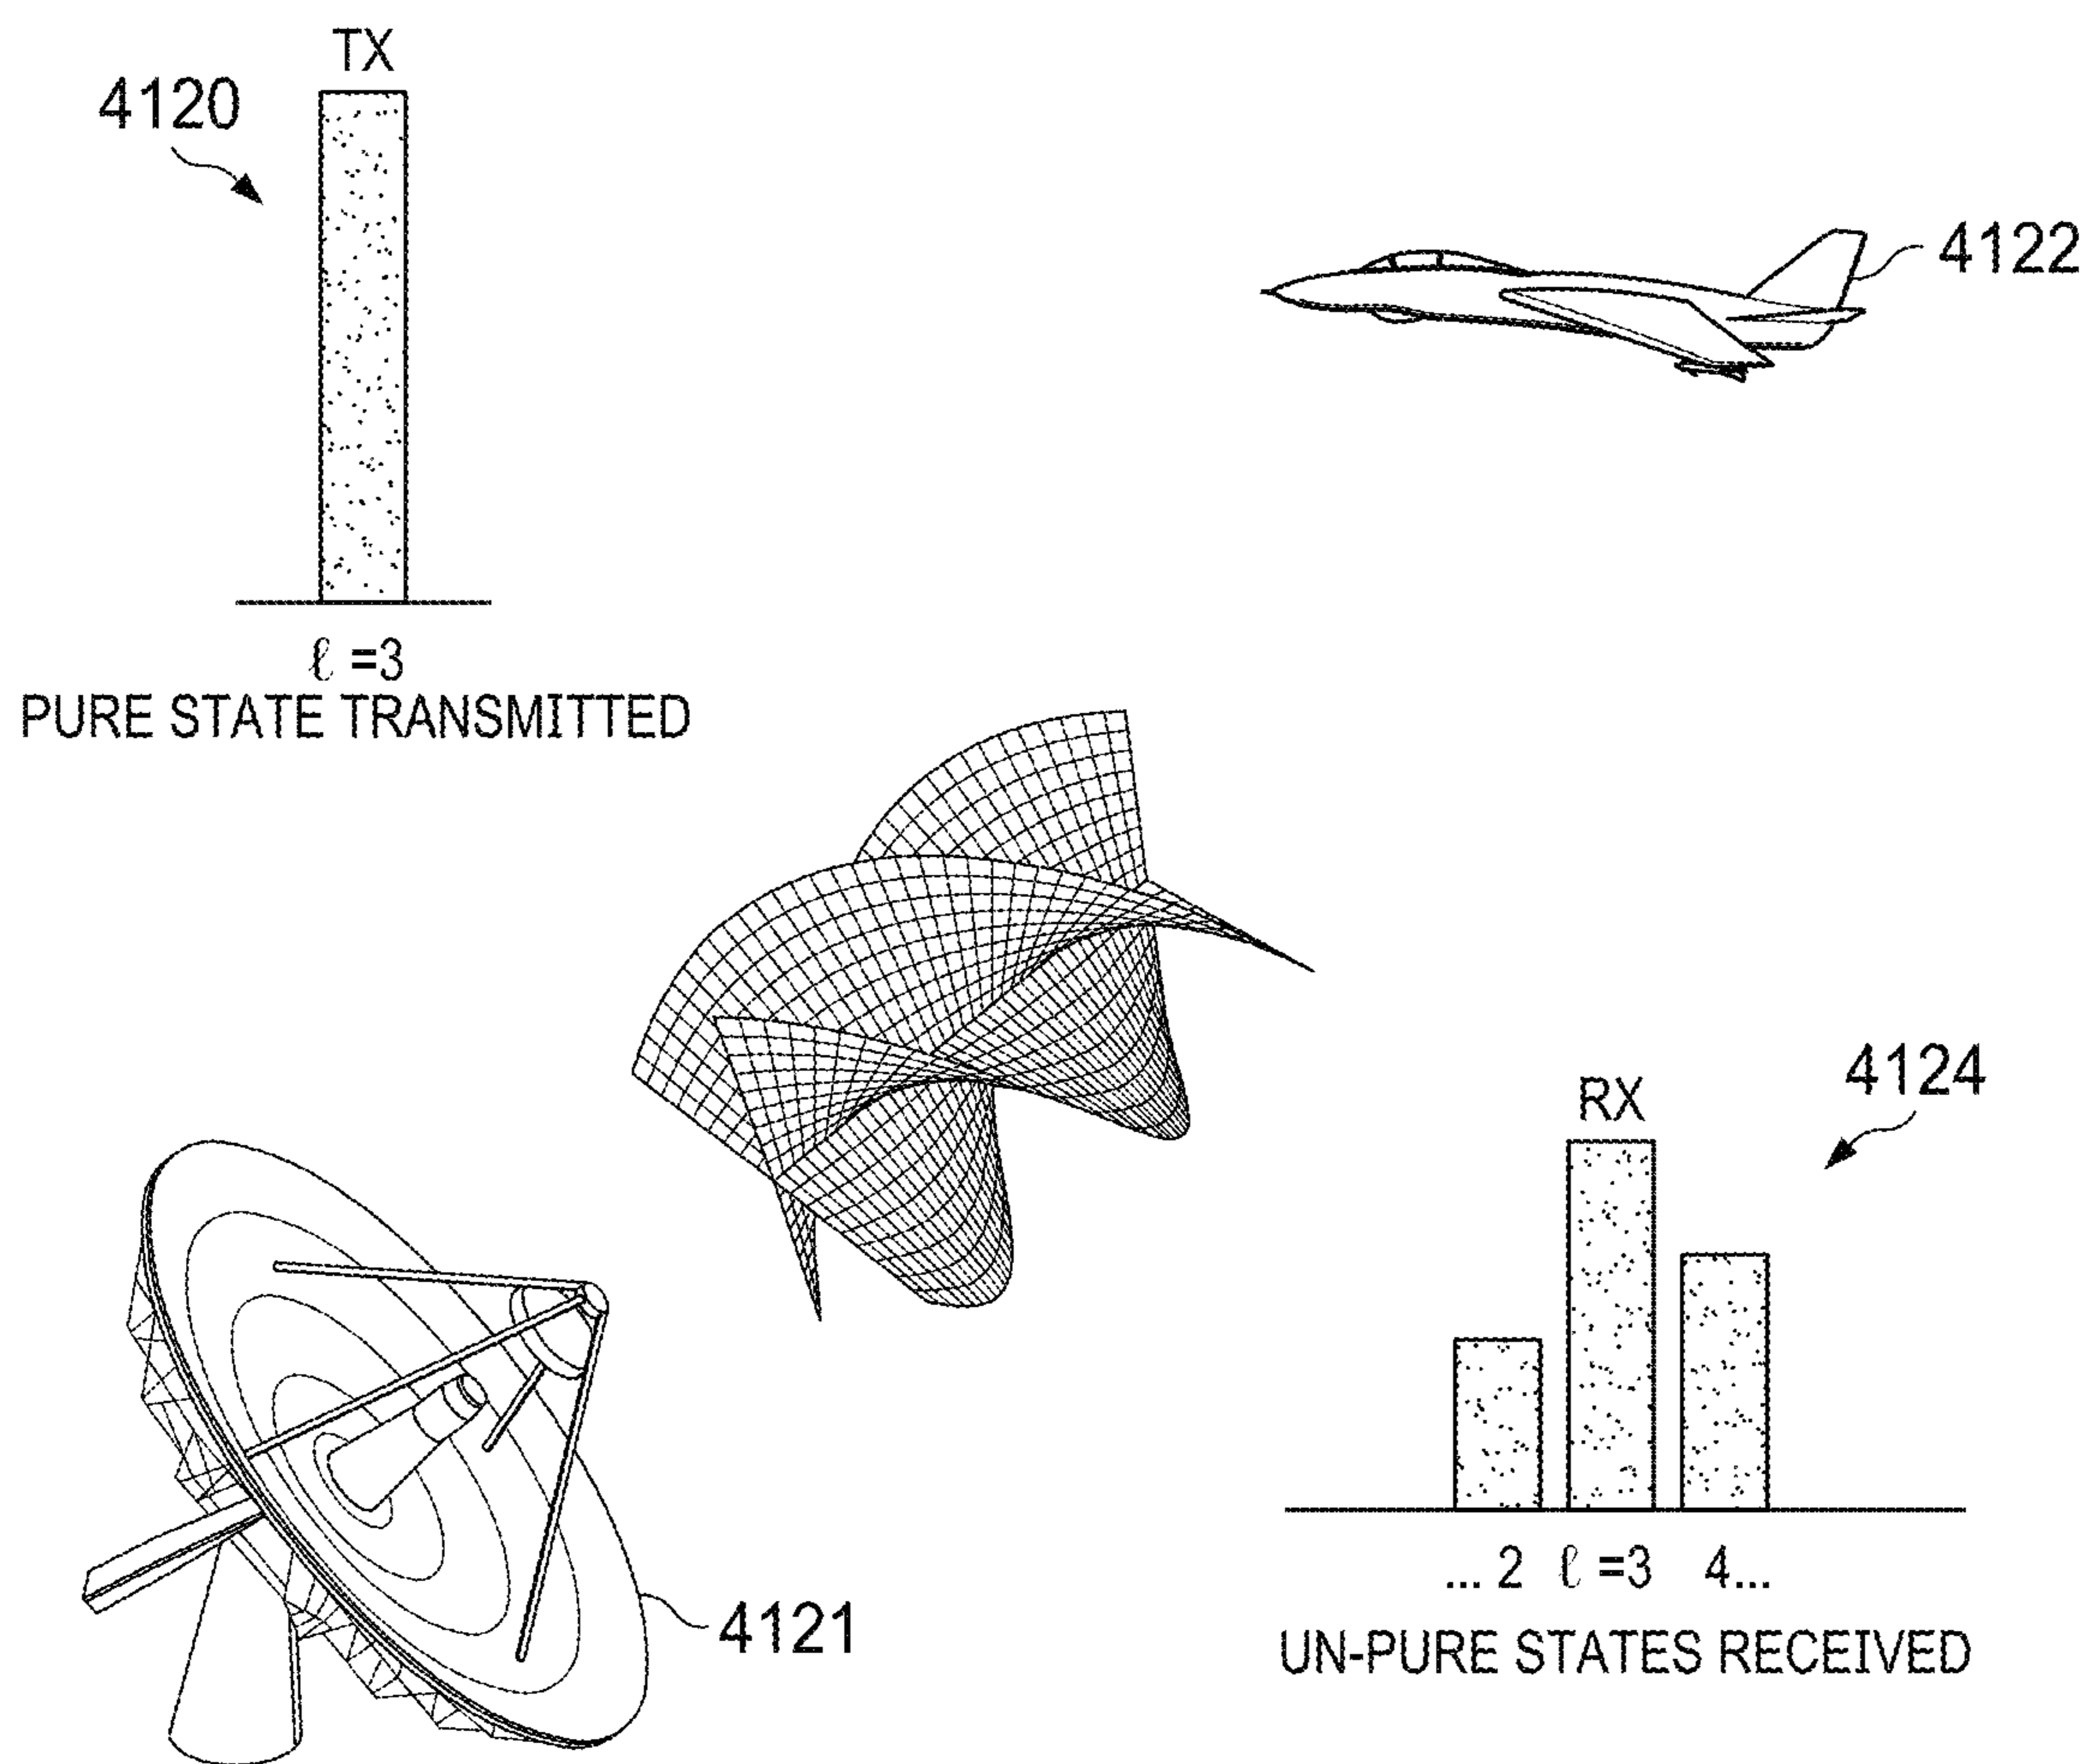 TX
4120
ℓ =3
PURE STATE TRANSMITTED
4122
4124
RX
... 2 ℓ =3 4...
UN-PURE STATES RECEIVED
4121